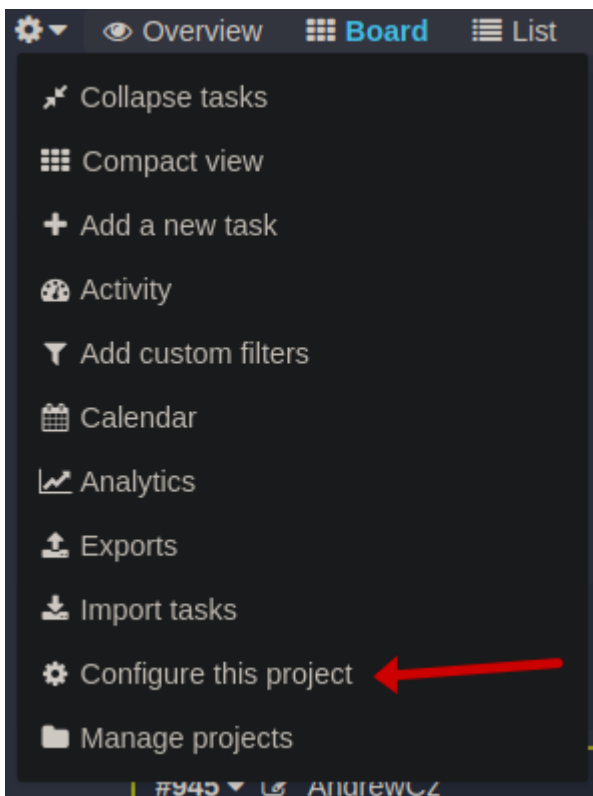 Overview Board List
Collapse tasks
Compact view
Add a new task
Activity
Add custom filters
Calendar
Analytics
Exports
Import tasks
Configure this project
Manage projects
#945 AndrewCz